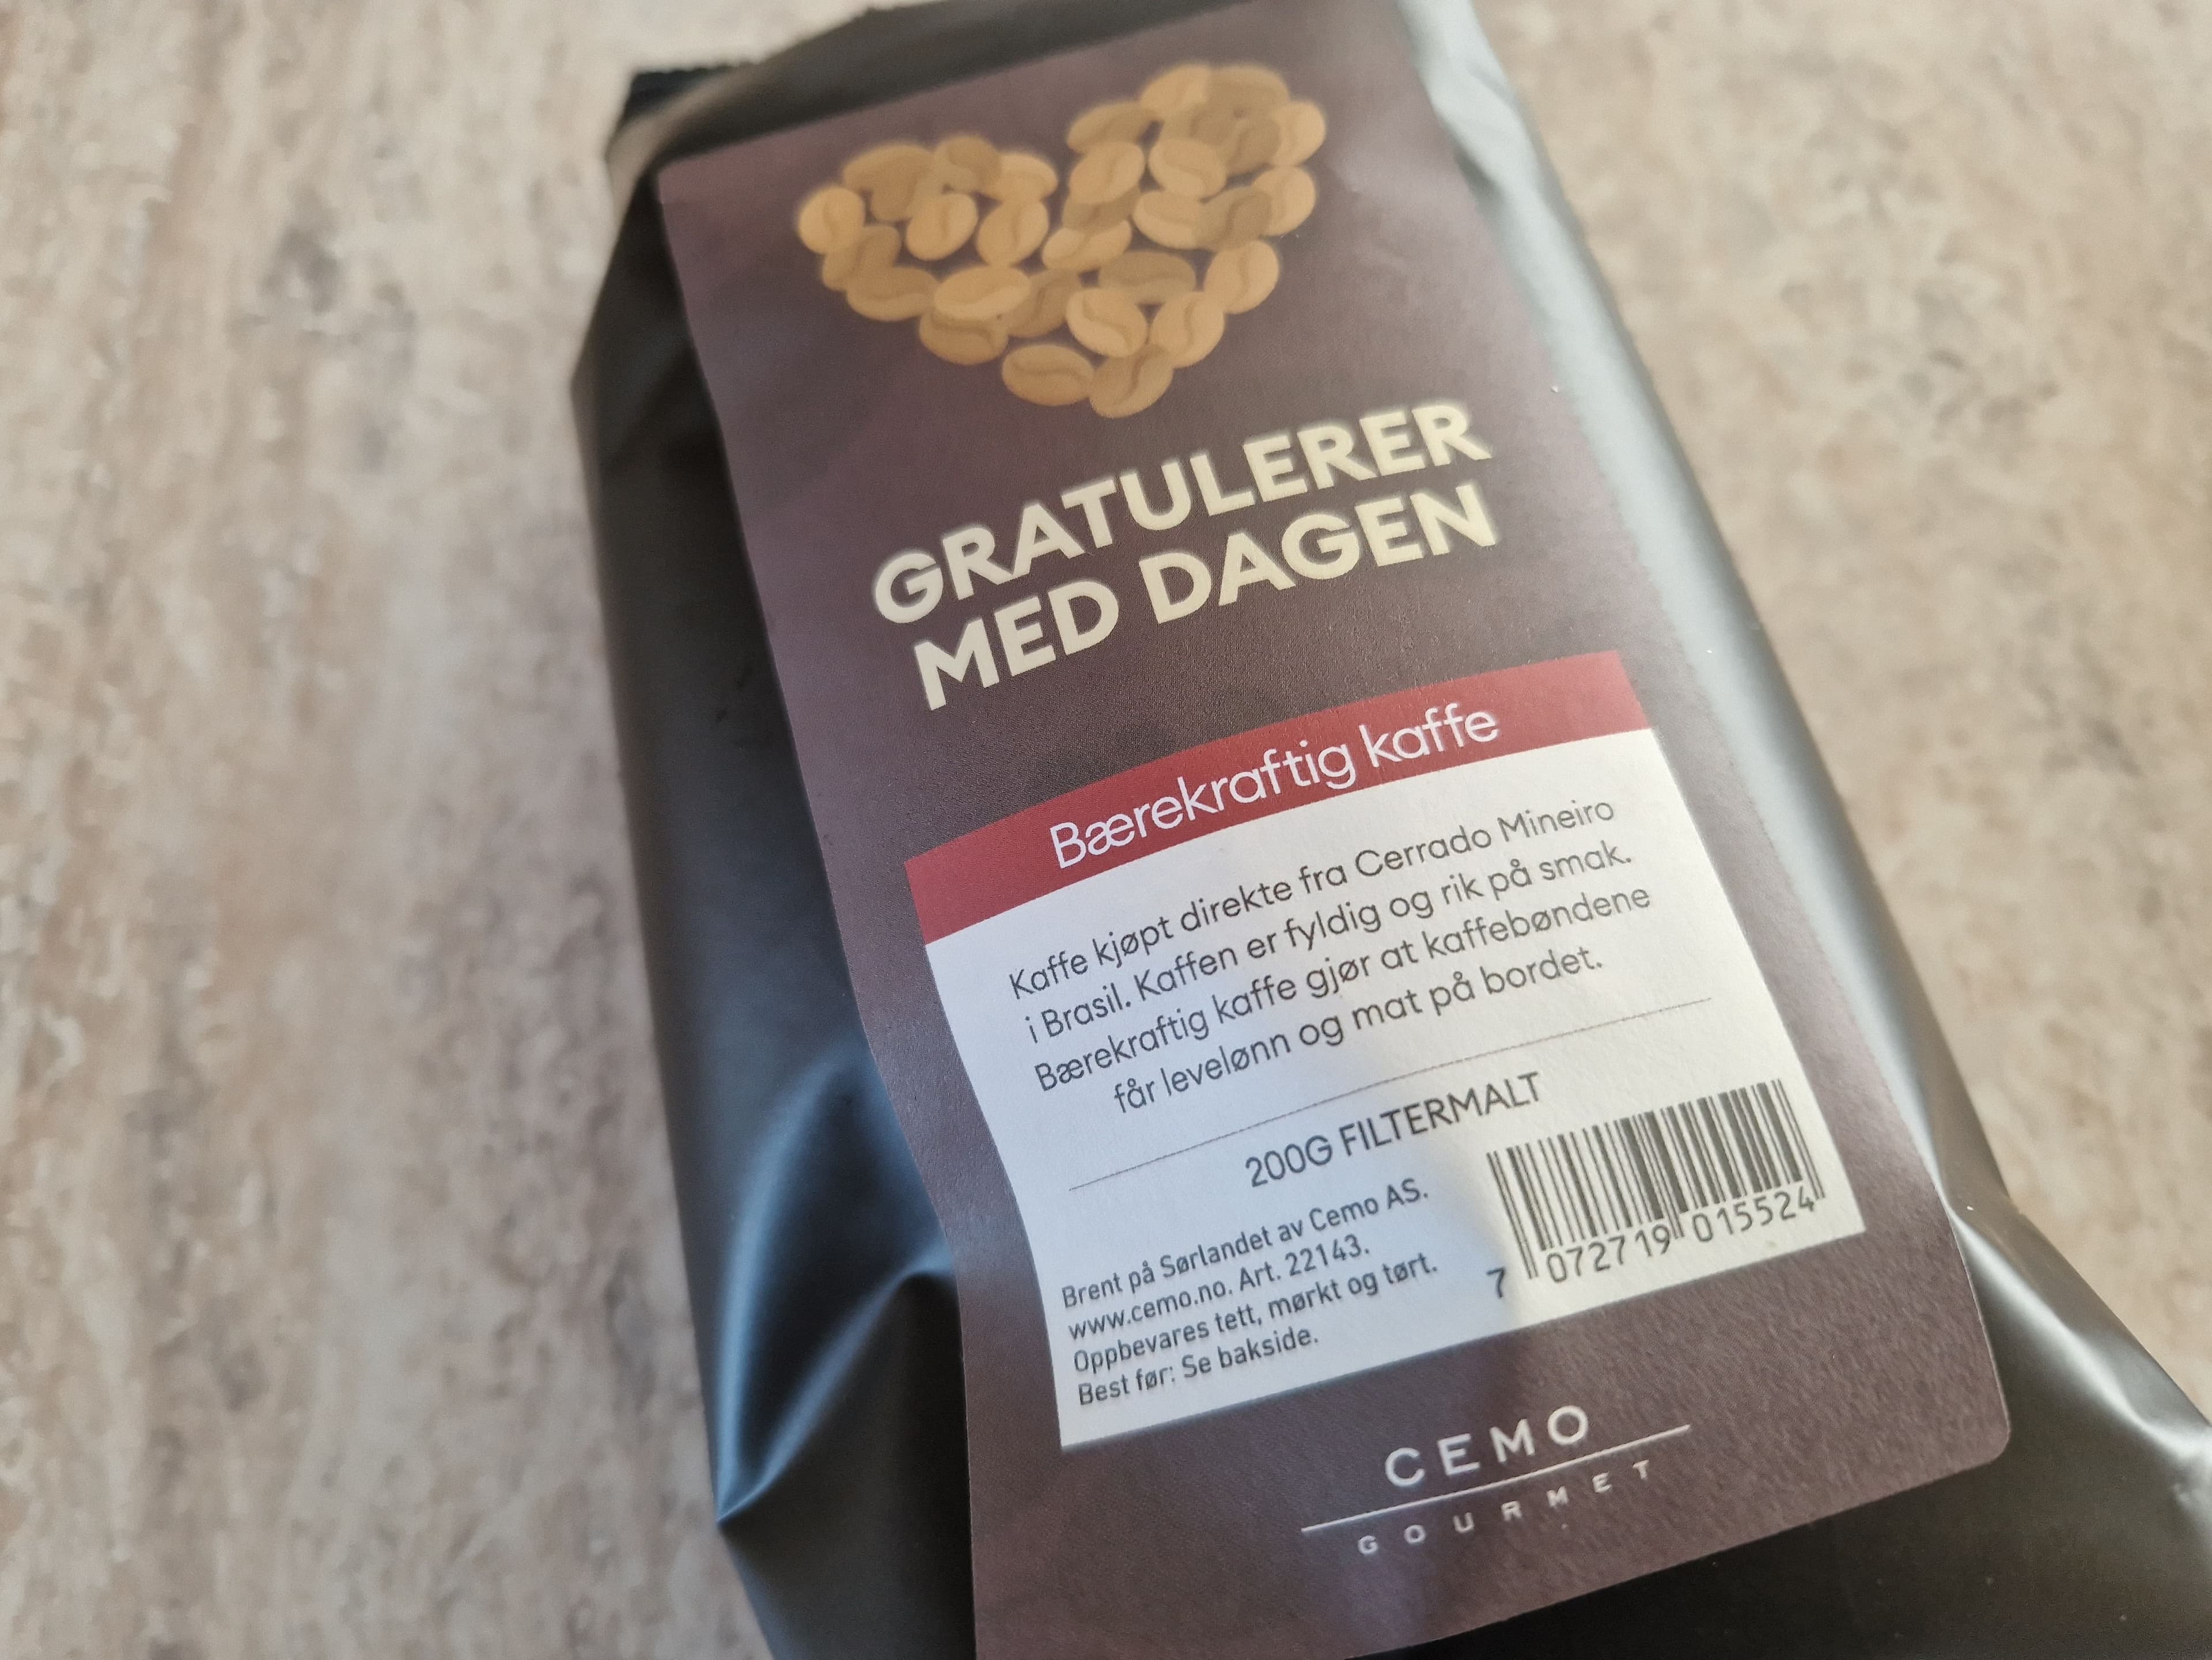 GRATULERER
MED DAGEN
Bærekraftig kaffe
Kaffe kjøpt direkte fra Cerrado Mineiro
i Brasil. Kaffen er fyldig og rik på smak.
Bærekraftig kaffe gjør at kaffebøndene
får levelønn og mat på bordet.
200G FILTERMALT
Brent på Sørlandet av Cemo AS.
www.cemo.no. Art. 22143.
Oppbevares tett, mørkt og tørt.
Best før: Se bakside.
7 072719 015524
CEMO
GOURMET